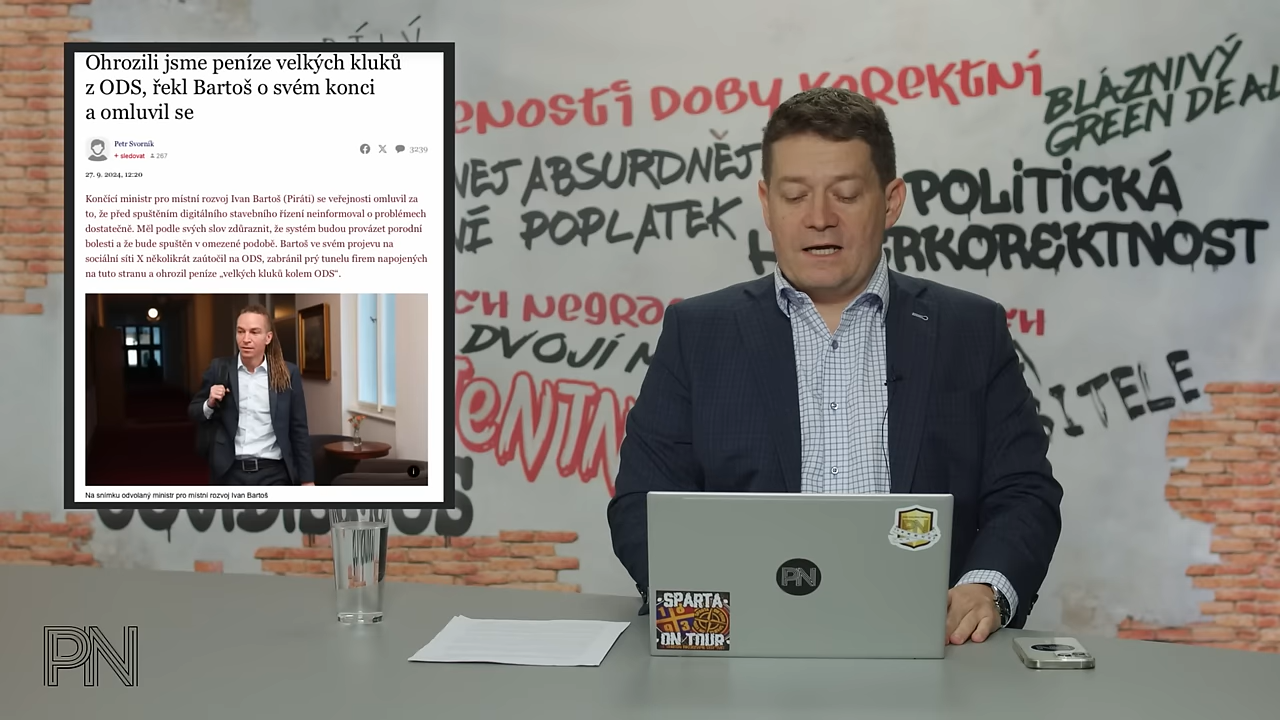 Ohrozili jsme peníze velkých kluků
z ODS, řekl Bartoš o svém konci
a omluvil se
Petr Svorník
+ sledovat 267
3239
27. 9. 2024, 12:20
Končící ministr pro místní rozvoj Ivan Bartoš (Piráti) se veřejnosti omluvil za
to, že před spuštěním digitálního stavebního řízení neinformoval o problémech
dostatečně. Měl podle svých slov zdůraznit, že systém budou provázet porodní
bolesti a že bude spuštěn v omezené podobě. Bartoš ve svém projevu na
sociální síti X několikrát zaútočil na ODS, zabránil prý tunelu firem napojených
na tuto stranu a ohrozil peníze „velkých kluků kolem ODS“.
Na snímku odvolaný ministr pro místní rozvoj Ivan Bartoš
DOBY KOREKTNÍ
BLÁZNIVÝ
GREEN DEAL
ABSURDNĚJ
POPLATEK
POLITICKÁ
DVOJÍ
PN
PN
SPARTA
1893
ON TOUR
PN